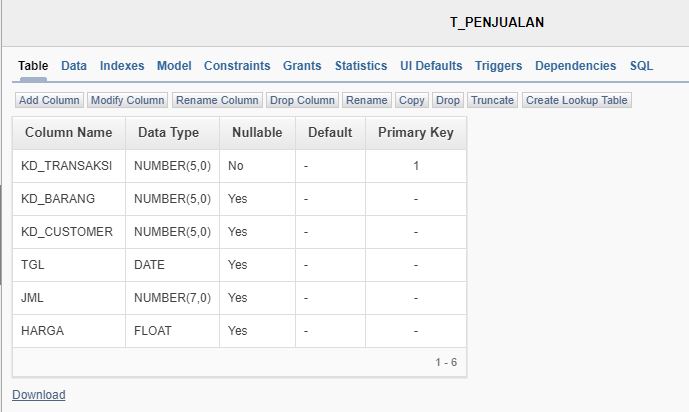 T_PENJUALAN
Table Data Indexes Model Constraints Grants Statistics UI Defaults Triggers Dependencies SQL
Add Column Modify Column Rename Column Drop Column Rename Copy Drop Truncate Create Lookup Table
Column Name Data Type Nullable Default Primary Key
KD_TRANSAKSI NUMBER(5,0) No - 1
KD_BARANG NUMBER(5,0) Yes - -
KD_CUSTOMER NUMBER(5,0) Yes - -
TGL DATE Yes - -
JML NUMBER(7,0) Yes - -
HARGA FLOAT Yes - -
1 - 6
Download